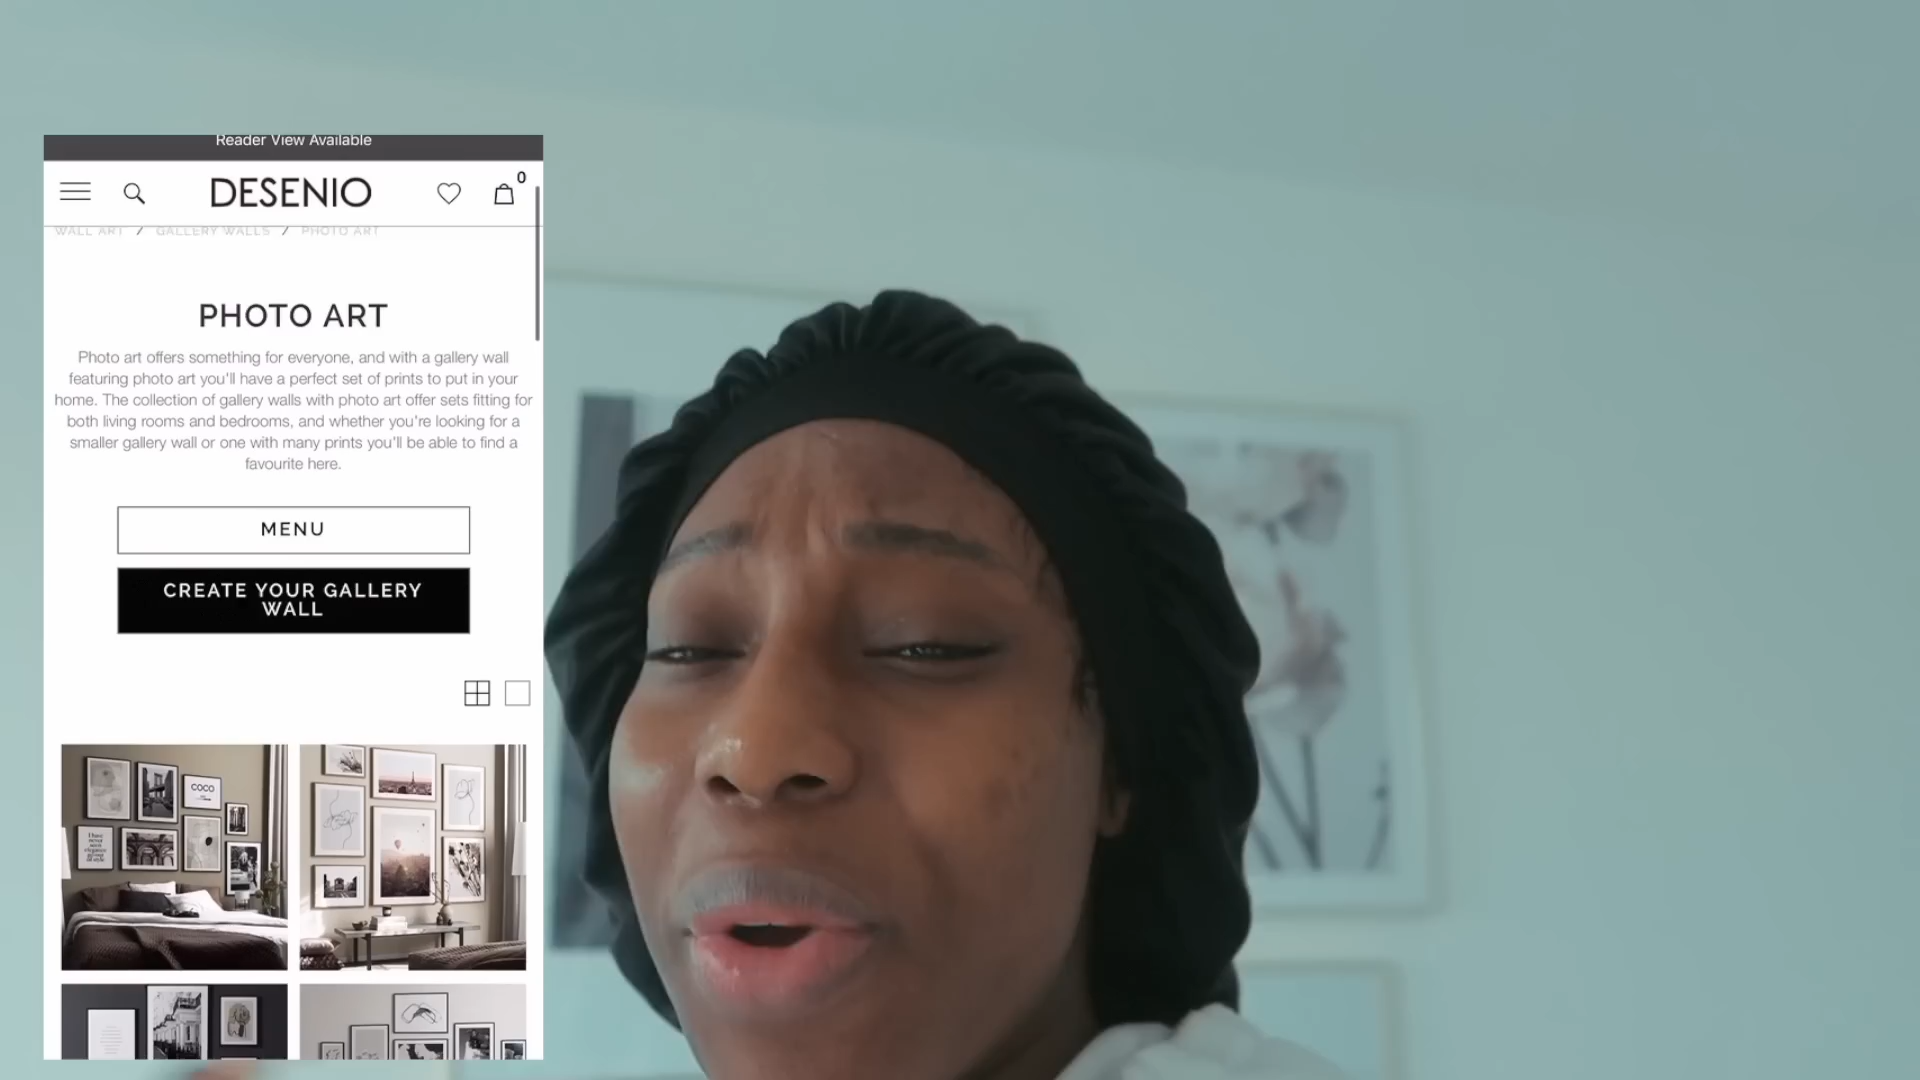 Reader View Available
DESENIO
0
WALL ART / GALLERY WALLS / PHOTO ART
PHOTO ART
Photo art offers something for everyone, and with a gallery wall
featuring photo art you'll have a perfect set of prints to put in your
home. The collection of gallery walls with photo art offer sets fitting for
both living rooms and bedrooms, and whether you're looking for a
smaller gallery wall or one with many prints you'll be able to find a
favourite here.
MENU
CREATE YOUR GALLERY
WALL
COCO
I have
never
seen
elegance